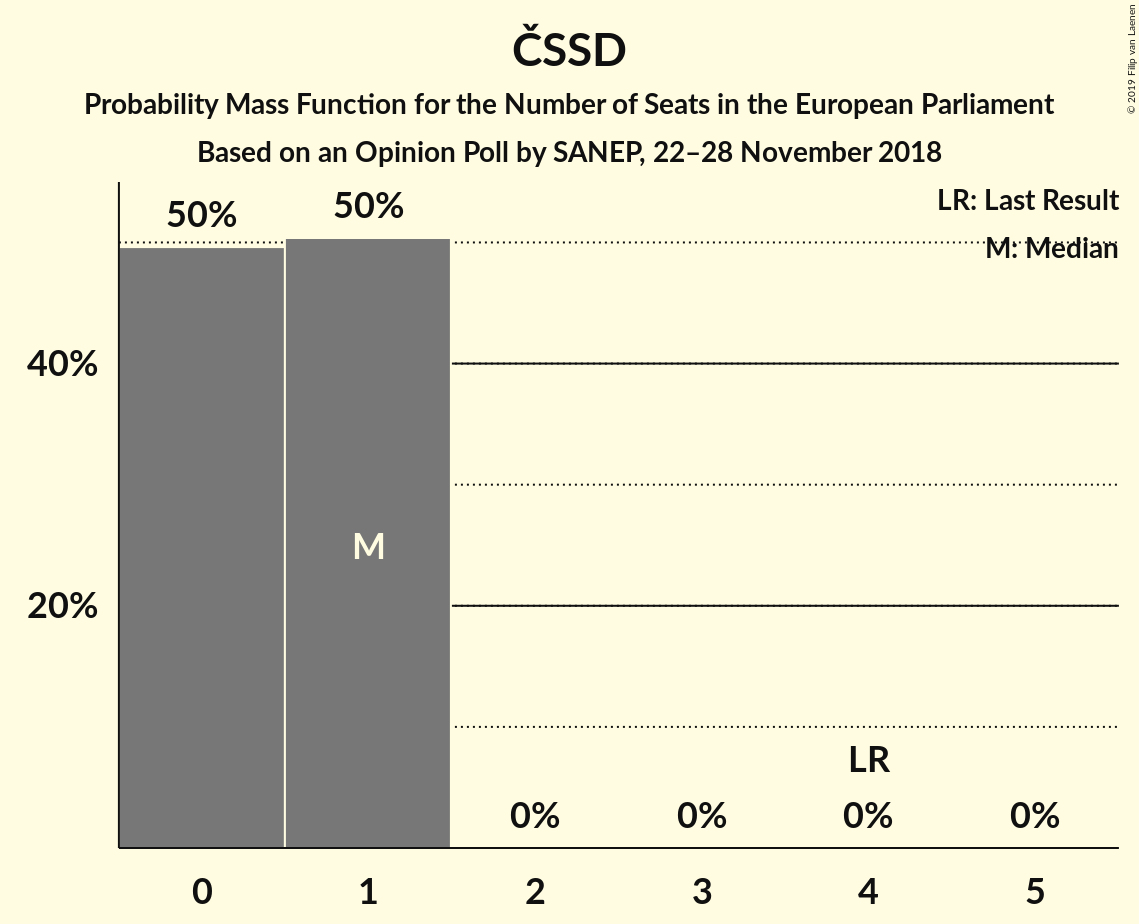 ČSSD
Probability Mass Function for the Number of Seats in the European Parliament
Based on an Opinion Poll by SANEP, 22–28 November 2018
© 2019 Filip van Laenen
LR: Last Result
M: Median
50%
50%
40%
20%
M
LR
0%
0%
0%
0%
0
1
2
3
4
5